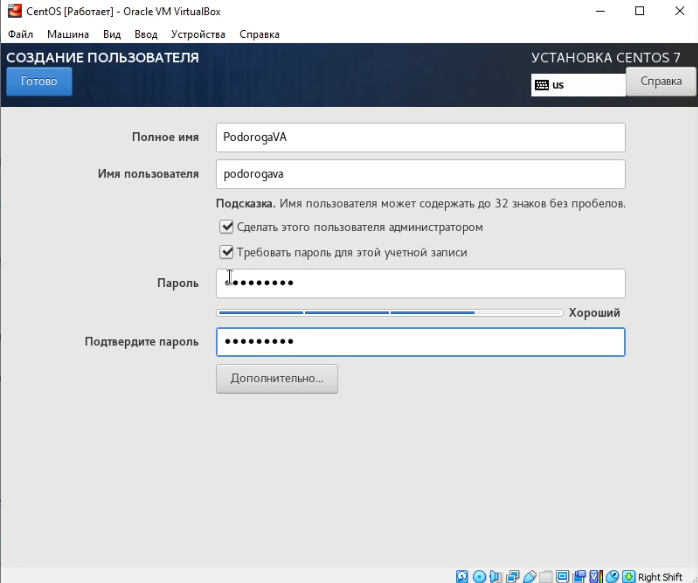 CentOS [Работает] - Oracle VM VirtualBox
Файл Машина Вид Ввод Устройства Справка
СОЗДАНИЕ ПОЛЬЗОВАТЕЛЯ
УСТАНОВКА CENTOS 7
Готово
us
Справка
Полное имя PodorogaVA
Имя пользователя podorogava
Подсказка. Имя пользователя может содержать до 32 знаков без пробелов.
Сделать этого пользователя администратором
Требовать пароль для этой учетной записи
Пароль •••••••••
Хороший
Подтвердите пароль •••••••••
Дополнительно...
Right Shift